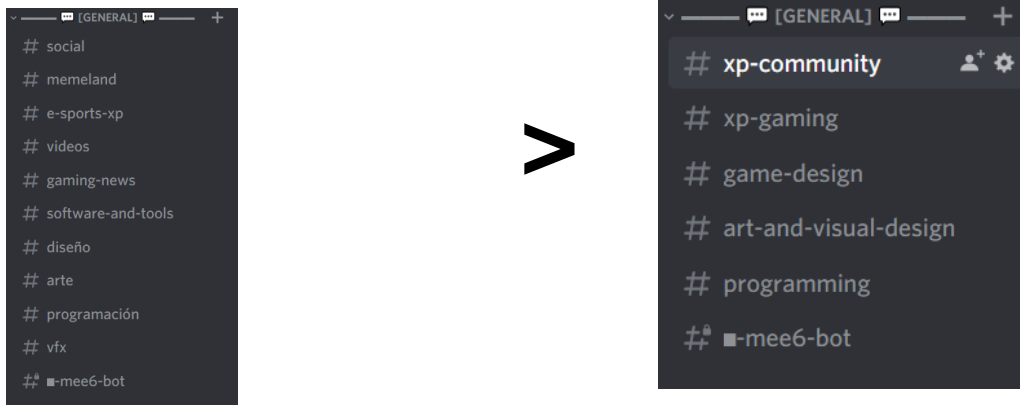 [GENERAL]
# social
# memeland
# e-sports-xp
# videos
# gaming-news
# software-and-tools
# diseño
# arte
# programación
# vfx
# ■-mee6-bot
>
[GENERAL]
# xp-community
# xp-gaming
# game-design
# art-and-visual-design
# programming
# ■-mee6-bot